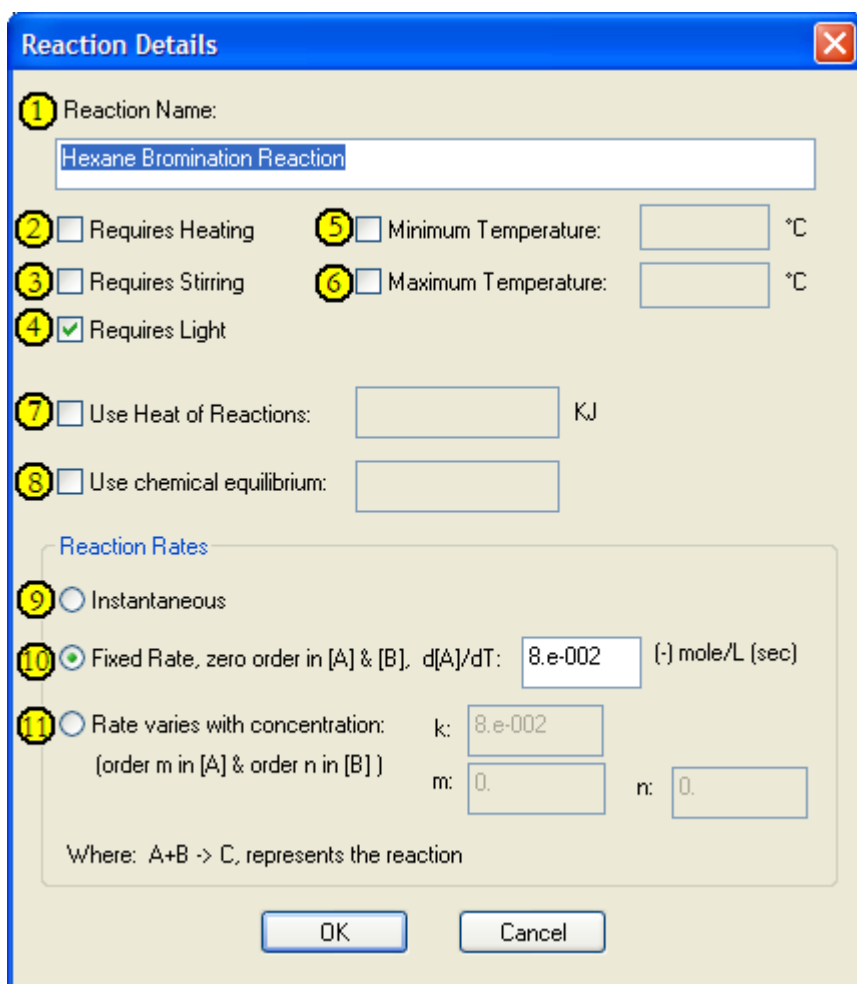 Reaction Details
1 Reaction Name:
Hexane Bromination Reaction
2 Requires Heating 5 Minimum Temperature: °C
3 Requires Stirring 6 Maximum Temperature: °C
4 Requires Light
7 Use Heat of Reactions: KJ
8 Use chemical equilibrium:
Reaction Rates
9 Instantaneous
10 Fixed Rate, zero order in [A] & [B], d[A]/dT: 8.e-002 (-) mole/L (sec)
11 Rate varies with concentration: k: 8.e-002
(order m in [A] & order n in [B] ) m: 0. n: 0.
Where: A+B -> C, represents the reaction
OK Cancel